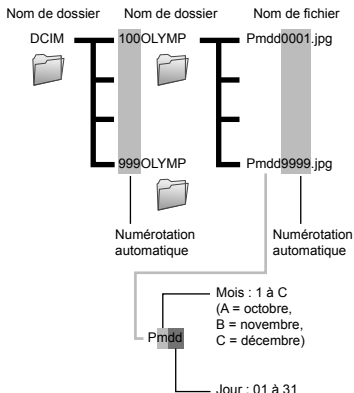 Nom de dossier
Nom de dossier
Nom de fichier
DCIM
100OLYMP
Pmdd0001.jpg
999OLYMP
Pmdd9999.jpg
Numérotation
automatique
Numérotation
automatique
Mois : 1 à C
(A = octobre,
B = novembre,
C = décembre)
Pmdd
Jour : 01 à 31